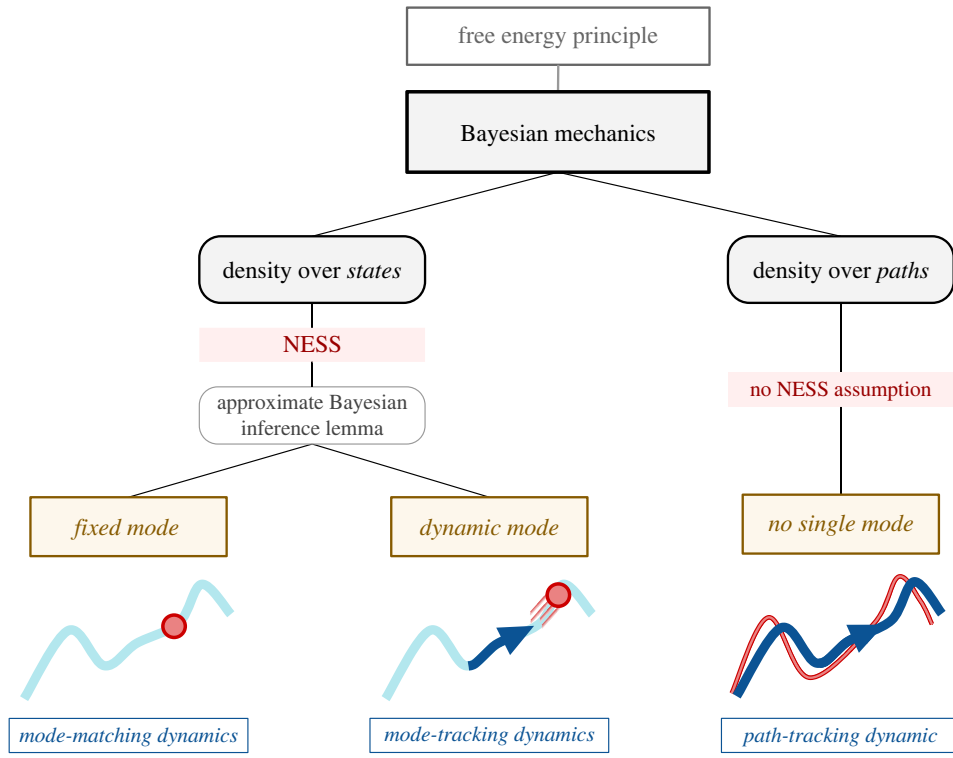 free energy principle
Bayesian mechanics
density over states
density over paths
NESS
no NESS assumption
approximate Bayesian
inference lemma
fixed mode
dynamic mode
no single mode
mode-matching dynamics
mode-tracking dynamics
path-tracking dynamic